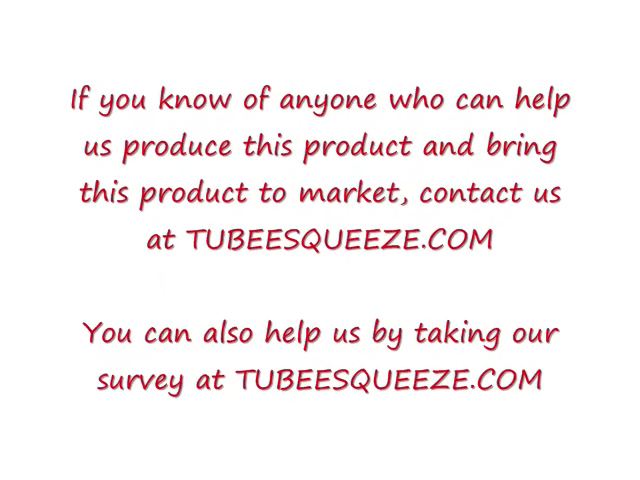 If you know of anyone who can help
us produce this product and bring
this product to market, contact us
at TUBEESQUEEZE.COM
You can also help us by taking our
survey at TUBEESQUEEZE.COM